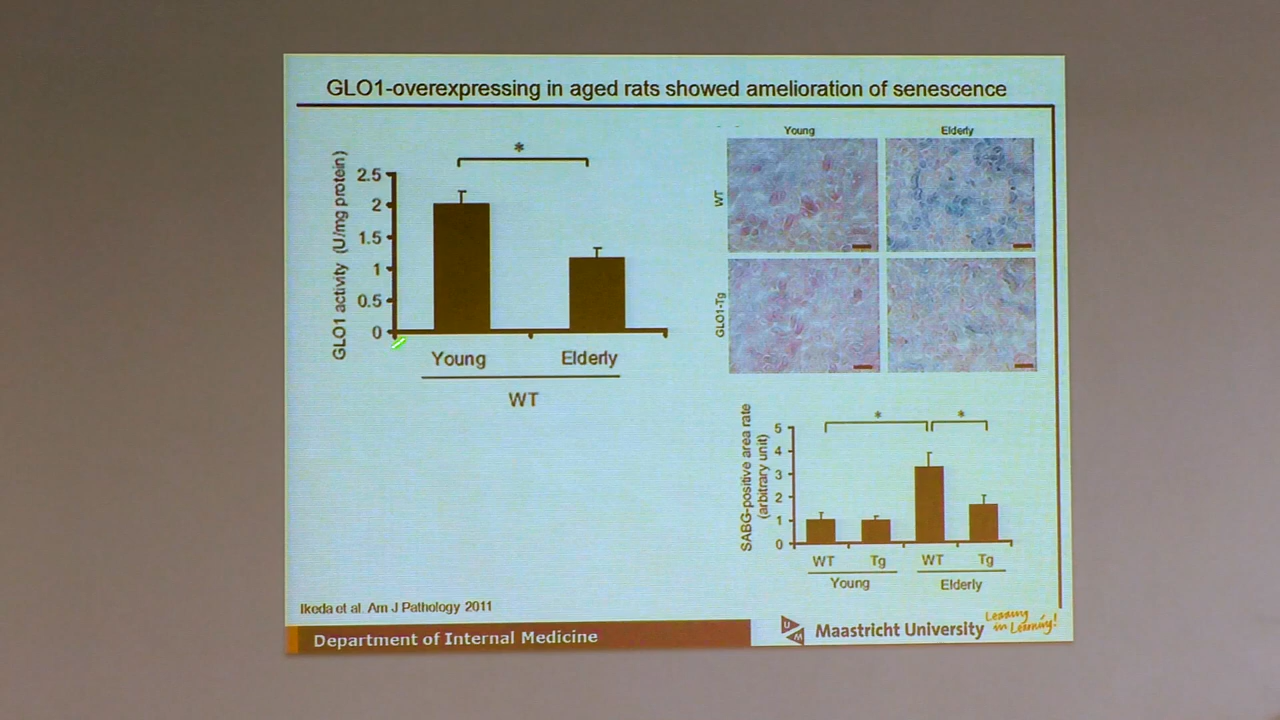 GLO1-overexpressing in aged rats showed amelioration of senescence
*
GLO1 activity (U/mg protein)
2.5
2
1.5
1
0.5
0
Young
Elderly
WT
Young
Elderly
WT
GLO1-Tg
*
*
SABG-positive area rate
(arbitrary unit)
5
4
3
2
1
0
WT
Tg
WT
Tg
Young
Elderly
Ikeda et al. Am J Pathology 2011
Department of Internal Medicine
UM
Maastricht University
Leading
in Learning!